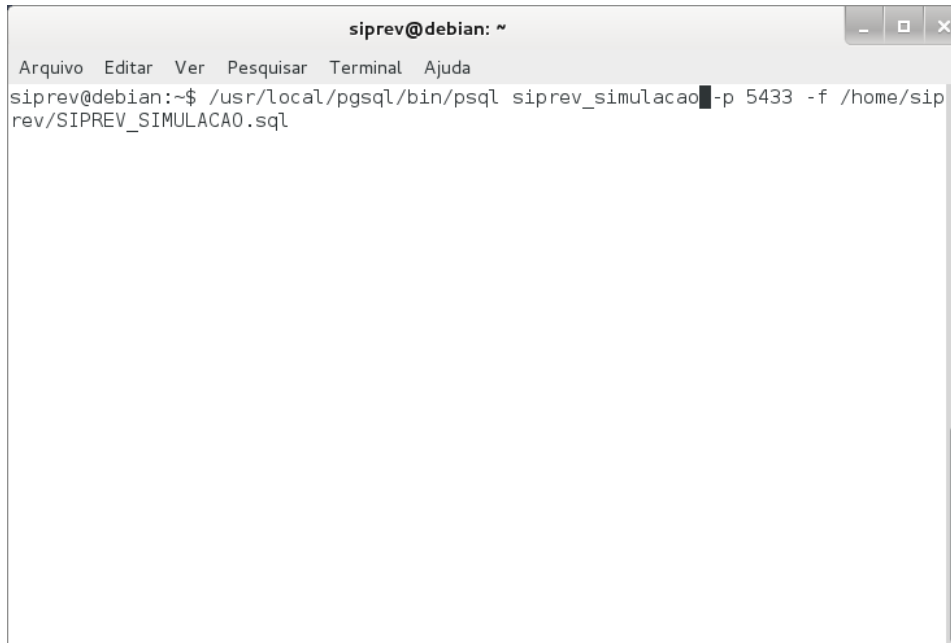 siprev@debian: ~
Arquivo Editar Ver Pesquisar Terminal Ajuda
siprev@debian:~$ /usr/local/pgsql/bin/psql siprev_simulacao -p 5433 -f /home/sip
rev/SIPREV_SIMULACAO.sql